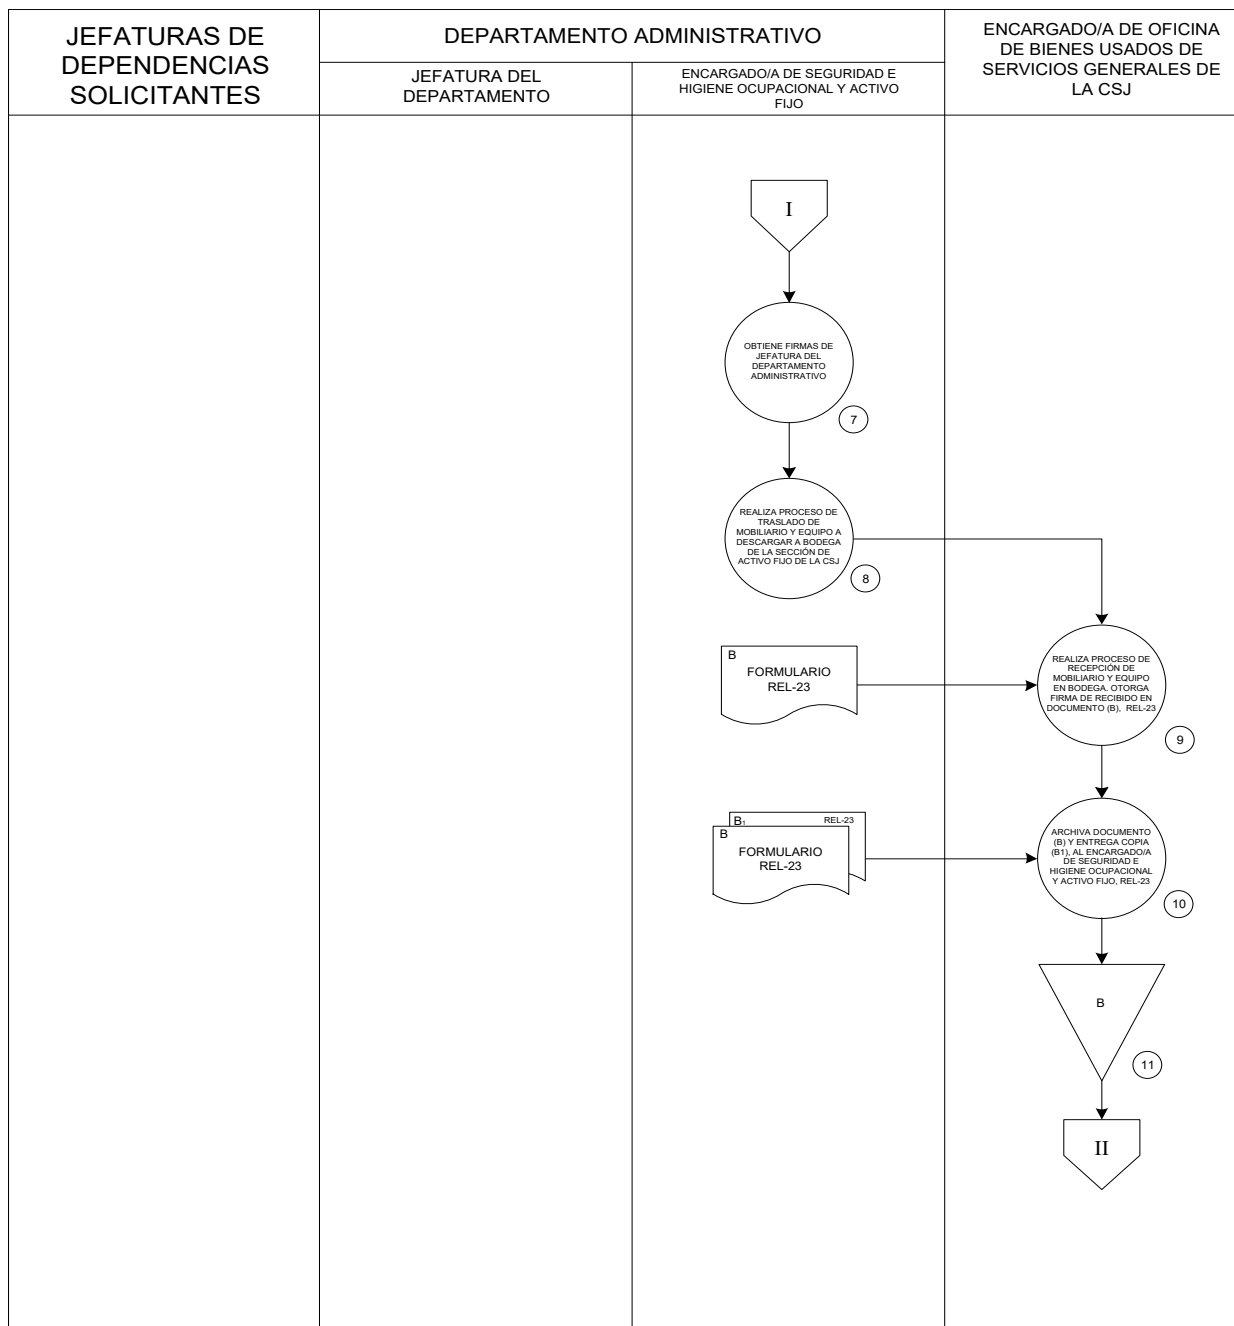 JEFATURAS DE
DEPENDENCIAS
SOLICITANTES
DEPARTAMENTO ADMINISTRATIVO
JEFATURA DEL
DEPARTAMENTO
ENCARGADO/A DE SEGURIDAD E
HIGIENE OCUPACIONAL Y ACTIVO
FIJO
ENCARGADO/A DE OFICINA
DE BIENES USADOS DE
SERVICIOS GENERALES DE
LA CSJ
I
OBTIENE FIRMAS DE
JEFATURA DEL
DEPARTAMENTO
ADMINISTRATIVO
7
REALIZA PROCESO DE
TRASLADO DE
MOBILIARIO Y EQUIPO A
DESCARGAR A BODEGA
DE LA SECCIÓN DE
ACTIVO FIJO DE LA CSJ
8
B
FORMULARIO
REL-23
REALIZA PROCESO DE
RECEPCIÓN DE
MOBILIARIO Y EQUIPO
EN BODEGA. OTORGA
FIRMA DE RECIBIDO EN
DOCUMENTO (B), REL-23
9
B1 REL-23
B
FORMULARIO
REL-23
ARCHIVA DOCUMENTO
(B) Y ENTREGA COPIA
(B1), AL ENCARGADO/A
DE SEGURIDAD E
HIGIENE OCUPACIONAL
Y ACTIVO FIJO, REL-23
10
B
11
II